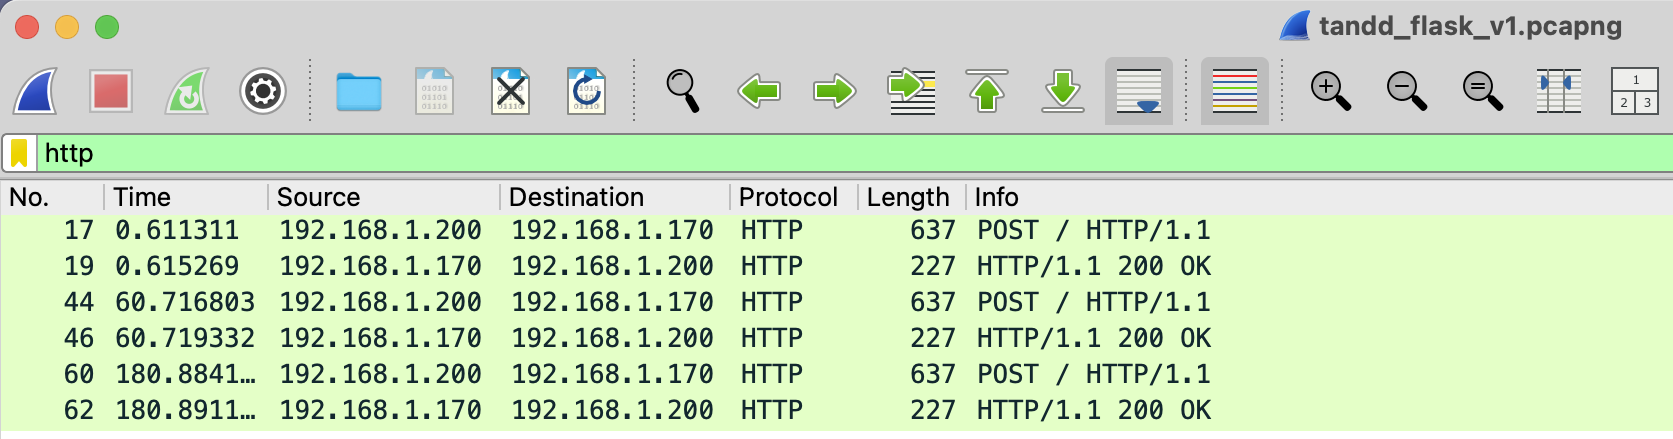 tandd_flask_v1.pcapng
1
2 3
http
No. Time Source Destination Protocol Length Info
17 0.611311 192.168.1.200 192.168.1.170 HTTP 637 POST / HTTP/1.1
19 0.615269 192.168.1.170 192.168.1.200 HTTP 227 HTTP/1.1 200 OK
44 60.716803 192.168.1.200 192.168.1.170 HTTP 637 POST / HTTP/1.1
46 60.719332 192.168.1.170 192.168.1.200 HTTP 227 HTTP/1.1 200 OK
60 180.8841… 192.168.1.200 192.168.1.170 HTTP 637 POST / HTTP/1.1
62 180.8911… 192.168.1.170 192.168.1.200 HTTP 227 HTTP/1.1 200 OK